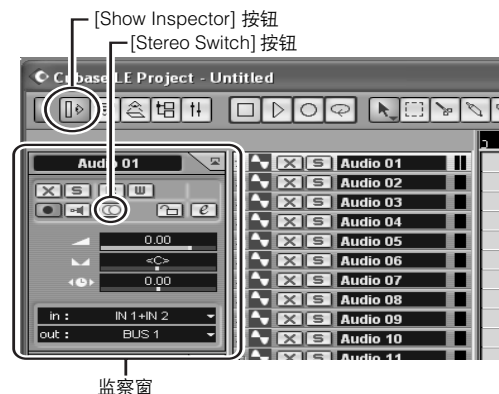 [Show Inspector] 按钮
[Stereo Switch] 按钮
Cubase LE Project - Untitled
Audio 01
X S W
e
0.00
<C>
0.00
in : IN 1+IN 2
out : BUS 1
X S Audio 01
X S Audio 02
X S Audio 03
X S Audio 04
X S Audio 05
X S Audio 06
X S Audio 07
X S Audio 08
X S Audio 09
X S Audio 10
X S Audio 11
监察窗